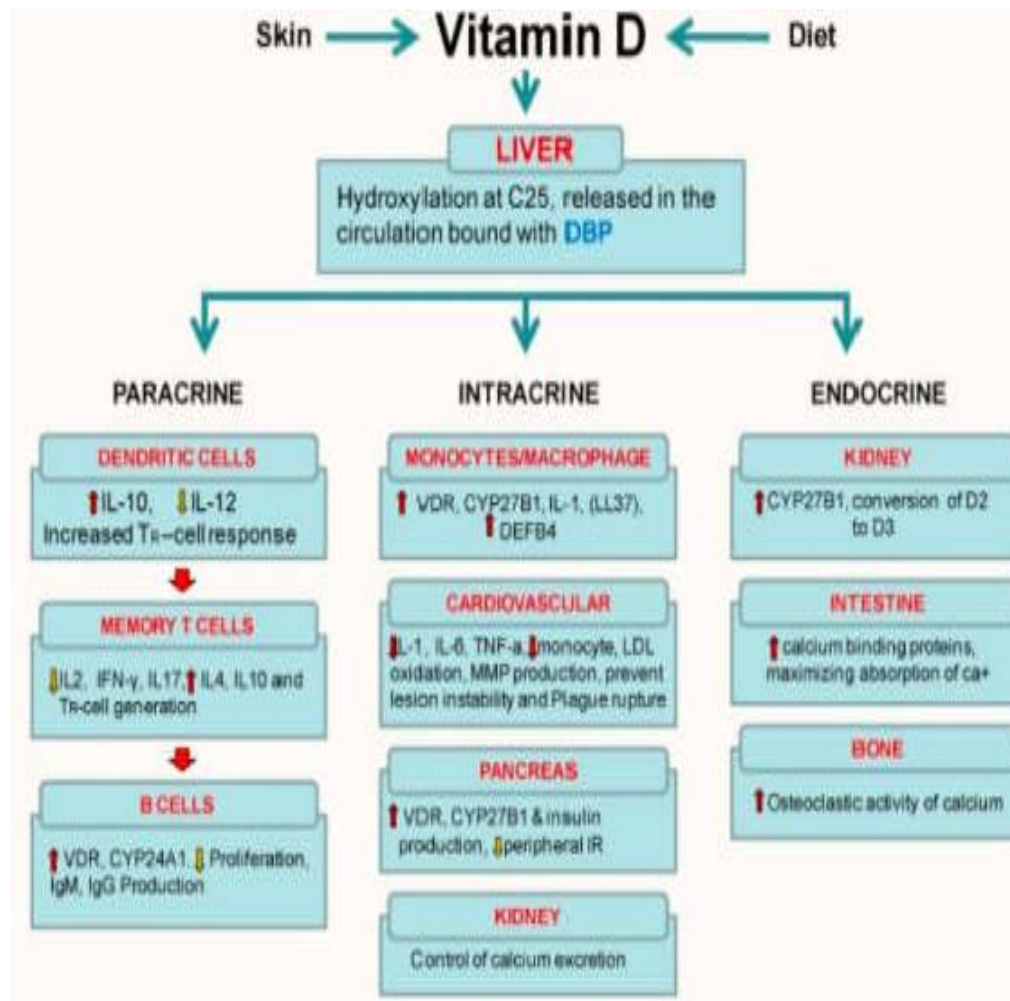 Skin Vitamin D Diet
LIVER
Hydroxylation at C25, released in the
circulation bound with DBP
PARACRINE
DENDRITIC CELLS
IL-10, IL-12
Increased TR–cell response
MEMORY T CELLS
IL2, IFN-γ, IL17, IL4, IL10 and
TR-cell generation
B CELLS
VDR, CYP24A1 Proliferation,
IgM, IgG Production
INTRACRINE
MONOCYTES/MACROPHAGE
VDR, CYP27B1, IL-1, (LL37),
DEFB4
CARDIOVASCULAR
IL-1, IL-6, TNF-a, monocyte, LDL
oxidation, MMP production, prevent
lesion instability and Plague rupture
PANCREAS
VDR, CYP27B1 & insulin
production, peripheral IR
KIDNEY
Control of calcium excretion
ENDOCRINE
KIDNEY
CYP27B1, conversion of D2
to D3
INTESTINE
calcium binding proteins,
maximizing absorption of ca+
BONE
Osteoclastic activity of calcium